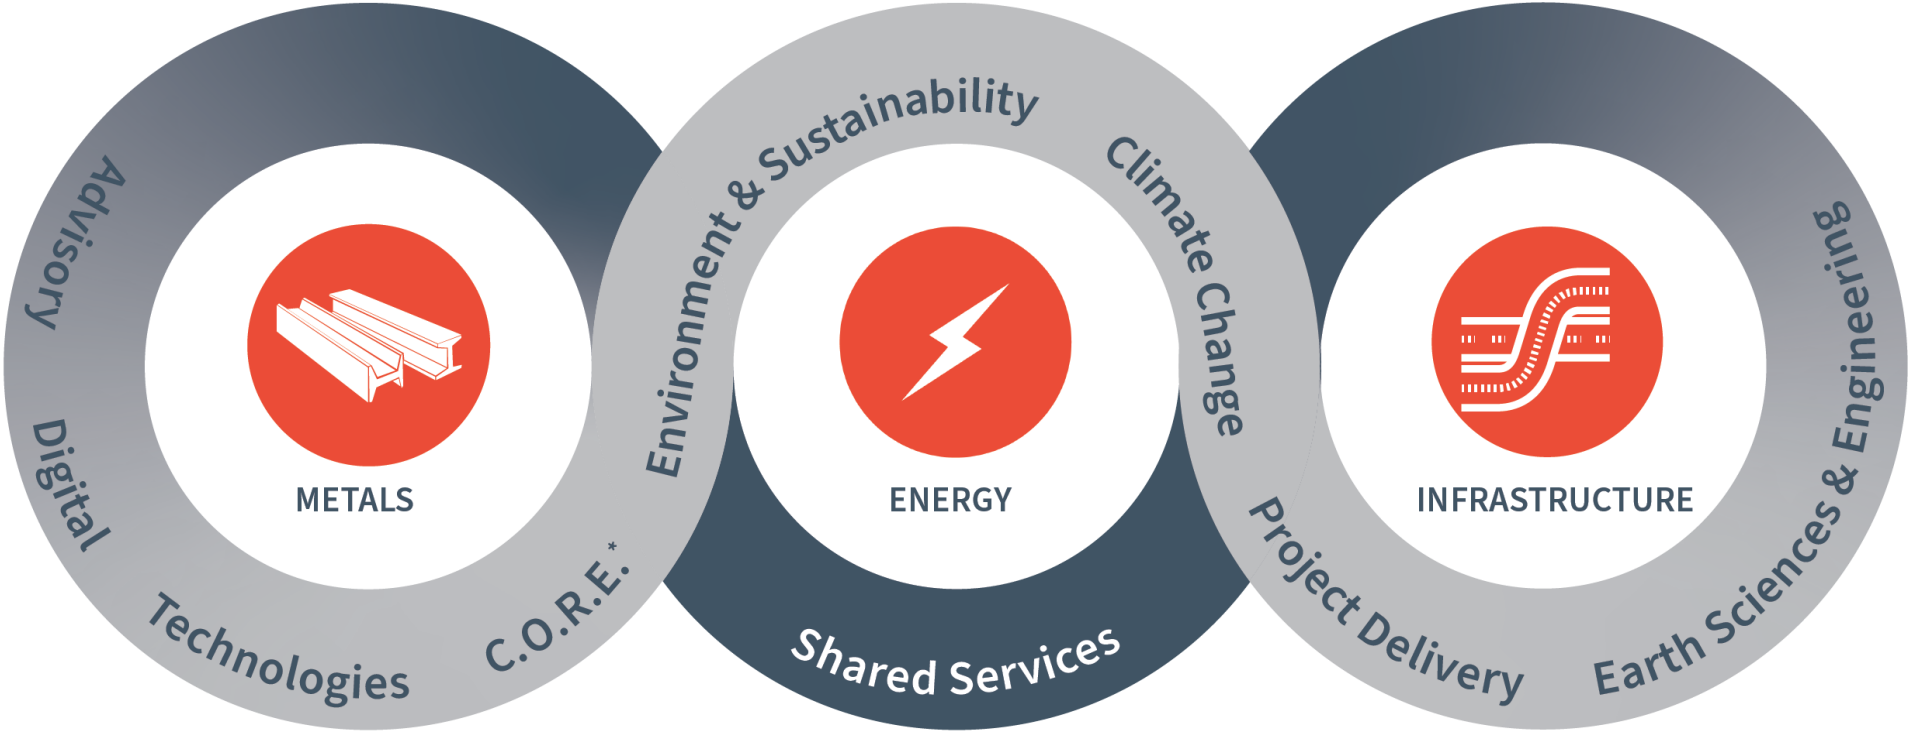 Advisory
Digital
Technologies
C.O.R.E.*
Environment & Sustainability
Climate Change
Project Delivery
Earth Sciences & Engineering
Shared Services
METALS
ENERGY
INFRASTRUCTURE